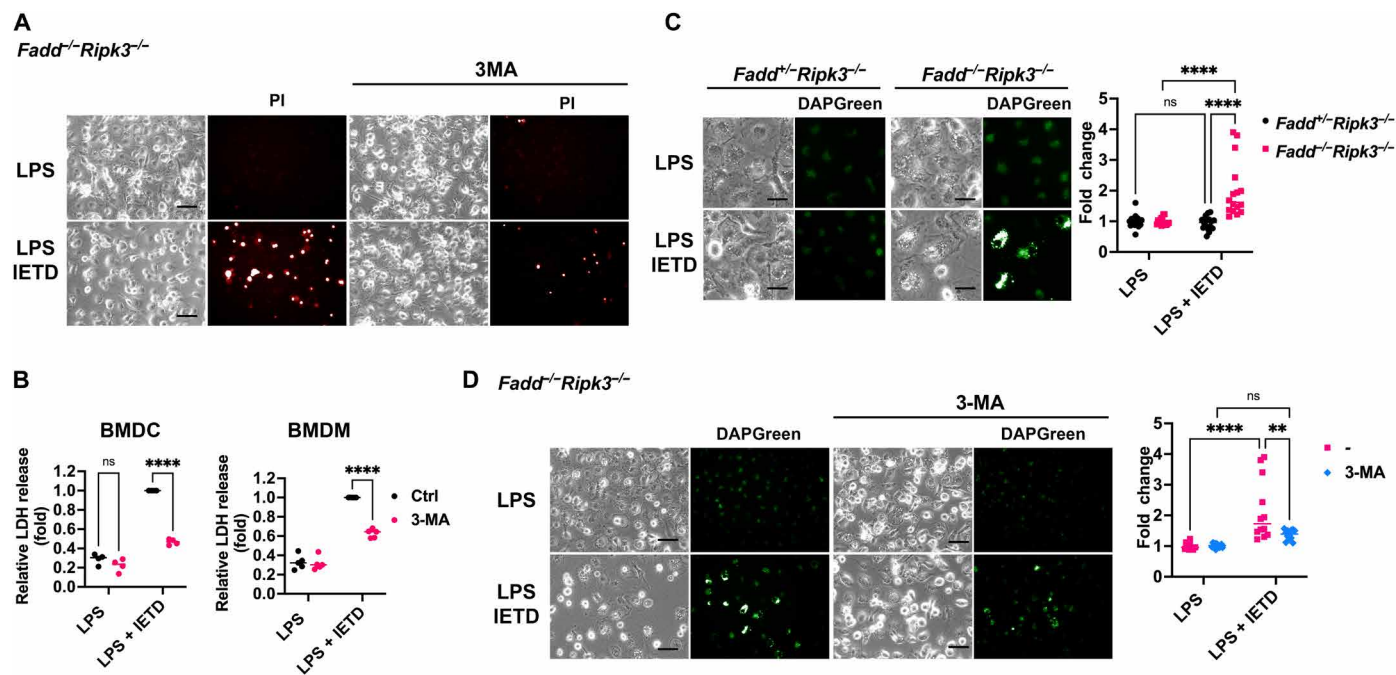 A
Fadd–/–Ripk3–/–
3MA
PI
PI
LPS
LPS
IETD
B
BMDC
Relative LDH release
(fold)
1.2
1.0
0.8
0.6
0.4
0.2
0.0
ns
****
LPS
LPS + IETD
BMDM
Relative LDH release
(fold)
1.2
1.0
0.8
0.6
0.4
0.2
0.0
****
LPS
LPS + IETD
Ctrl
3-MA
C
Fadd+/–Ripk3–/–
Fadd–/–Ripk3–/–
DAPGreen
DAPGreen
LPS
LPS
IETD
Fold change
5
4
3
2
1
0
****
ns
****
LPS
LPS + IETD
Fadd+/–Ripk3–/–
Fadd–/–Ripk3–/–
D
Fadd–/–Ripk3–/–
3-MA
DAPGreen
DAPGreen
LPS
LPS
IETD
Fold change
5
4
3
2
1
0
ns
****
**
LPS
LPS + IETD
-
3-MA